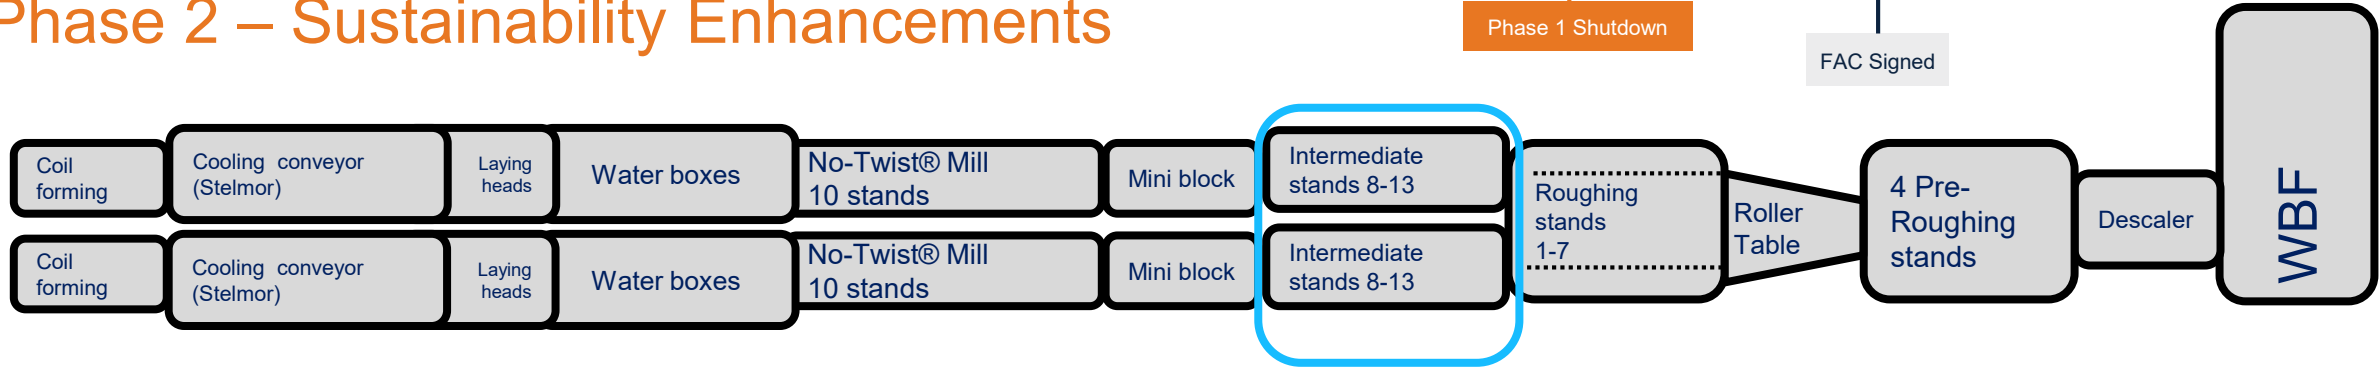 Phase 2 – Sustainability Enhancements
Phase 1 Shutdown
FAC Signed
Coil
forming
Cooling conveyor
(Stelmor)
Laying
heads
Water boxes
No-Twist® Mill
10 stands
Mini block
Intermediate
stands 8-13
Coil
forming
Cooling conveyor
(Stelmor)
Laying
heads
Water boxes
No-Twist® Mill
10 stands
Mini block
Intermediate
stands 8-13
Roughing
stands
1-7
Roller
Table
4 Pre-
Roughing
stands
Descaler
WBF